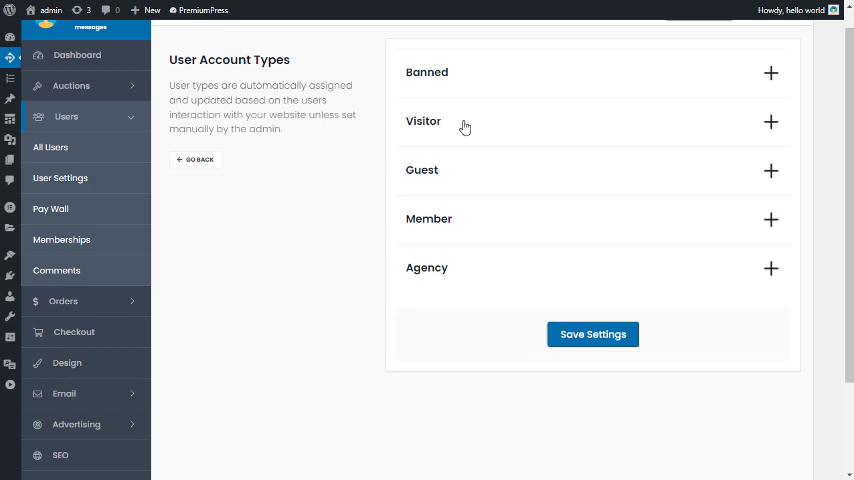 admin 3 0 New PremiumPress Howdy, hello world
messages
Dashboard
Auctions
Users
All Users
User Settings
Pay Wall
Memberships
Comments
$ Orders
Checkout
Design
Email
Advertising
SEO
User Account Types
User types are automatically assigned
and updated based on the users
interaction with your website unless set
manually by the admin.
GO BACK
Banned
Visitor
Guest
Member
Agency
Save Settings